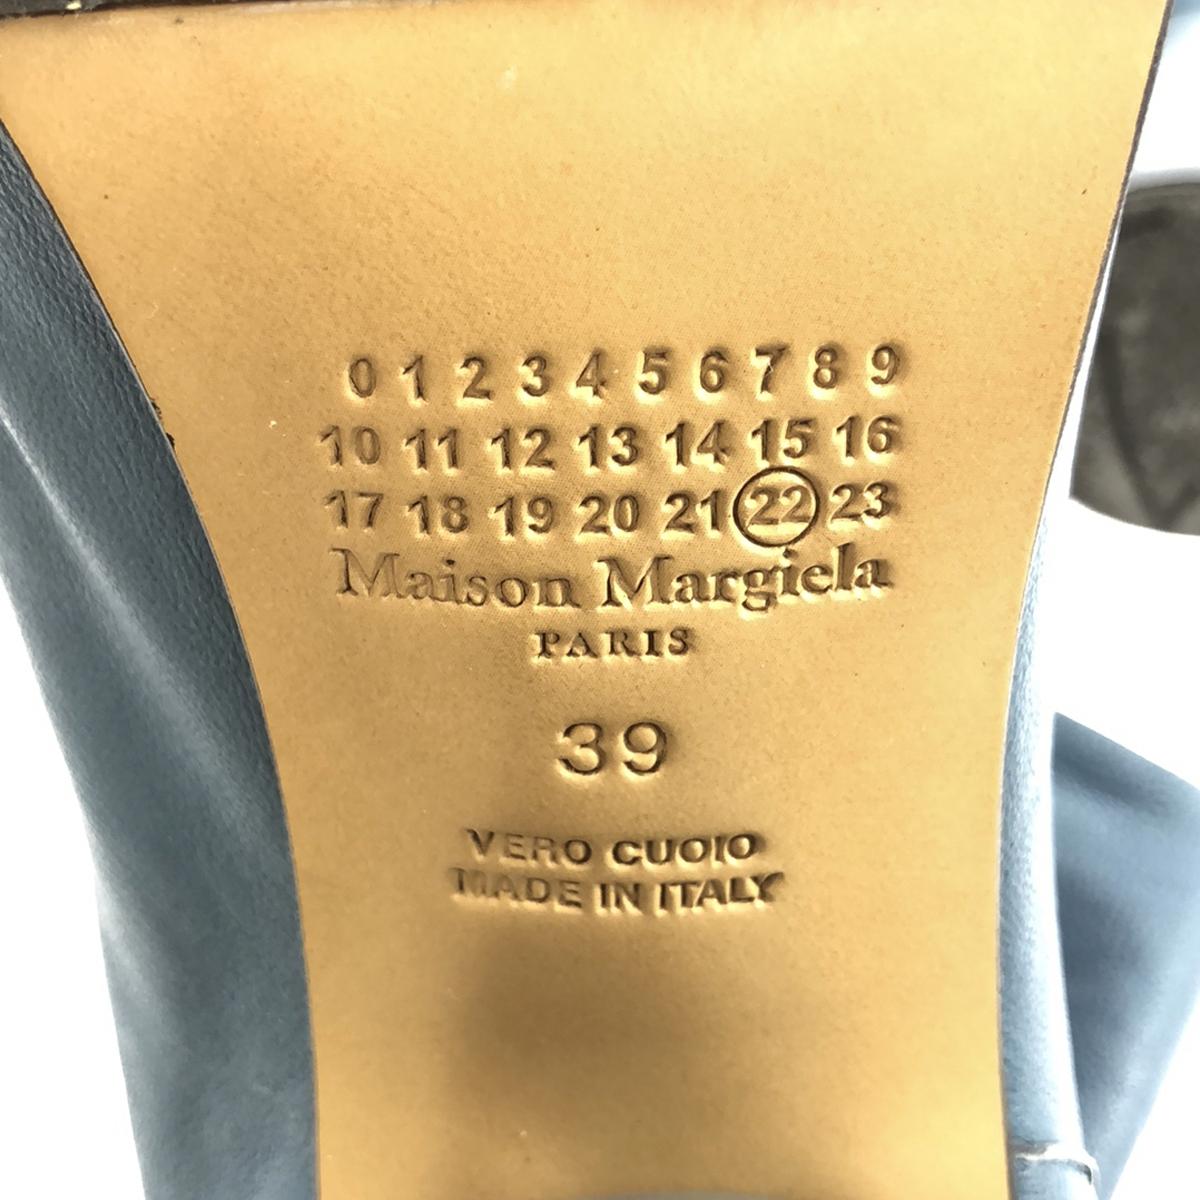 0 1 2 3 4 5 6 7 8 9
10 11 12 13 14 15 16
17 18 19 20 21 22 23
Maison Margiela
PARIS
39
VERO CUOIO
MADE IN ITALY